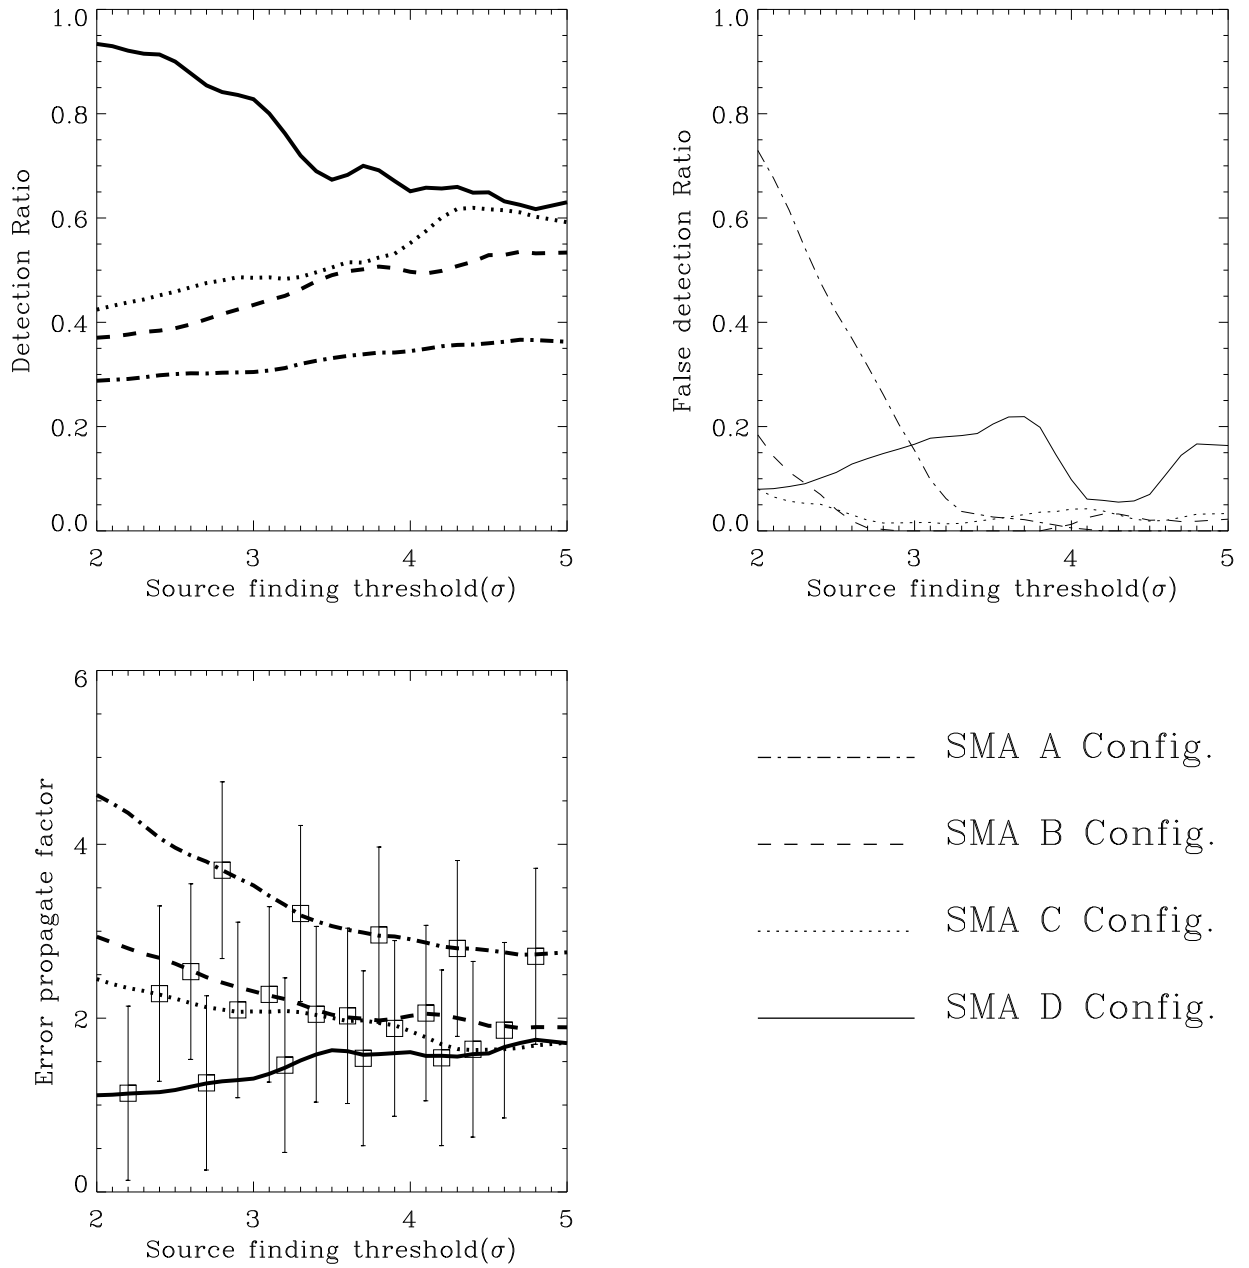 1.0
0.8
0.6
0.4
0.2
0.0
Detection Ratio
2 3 4 5
Source finding threshold(σ)
1.0
0.8
0.6
0.4
0.2
0.0
False detection Ratio
2 3 4 5
Source finding threshold(σ)
6
4
2
0
Error propagate factor
2 3 4 5
Source finding threshold(σ)
SMA A Config.
SMA B Config.
SMA C Config.
SMA D Config.